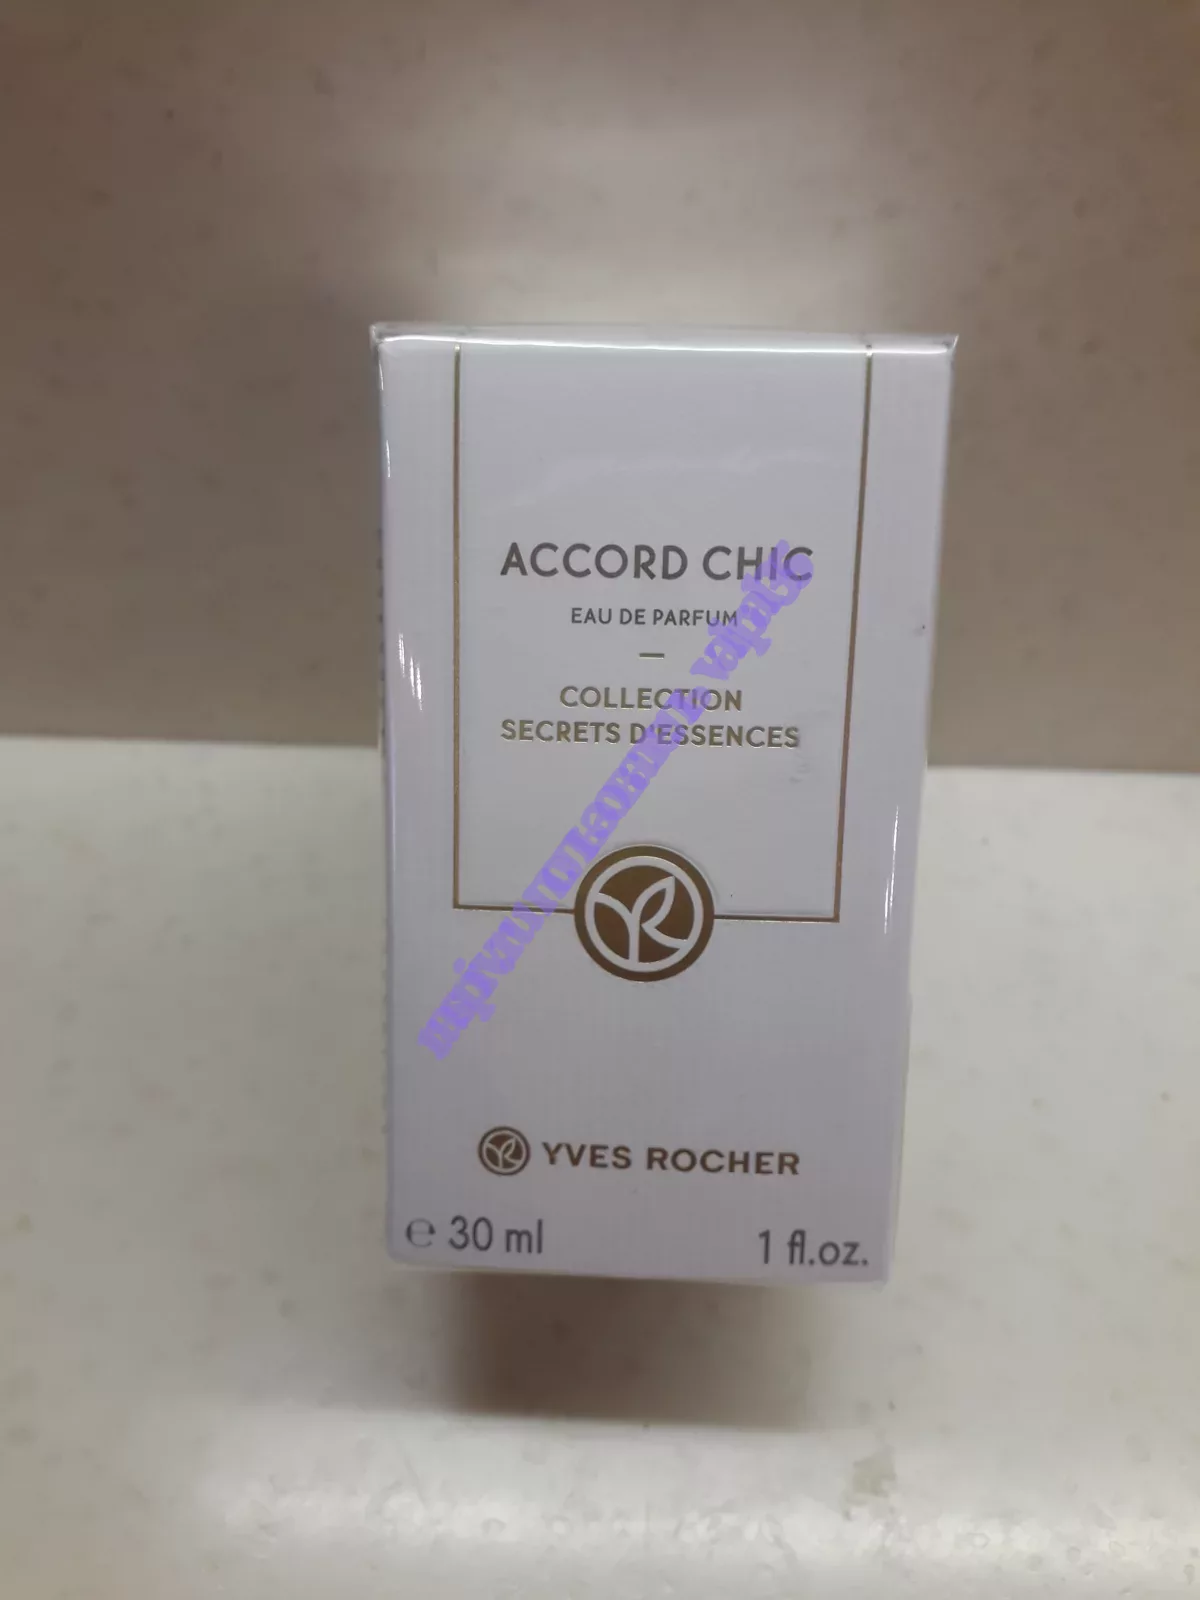 ACCORD CHIC
EAU DE PARFUM
COLLECTION
SECRETS D'ESSENCES
YVES ROCHER
e 30 ml
1 fl.oz.